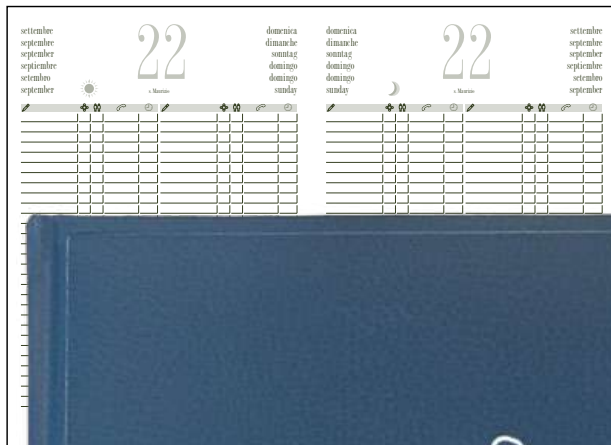 settembre
septembre
september
septiembre
setembro
september
22
s. Maurizio
domenica
dimanche
sonntag
domingo
domingo
sunday
domenica
dimanche
sonntag
domingo
domingo
sunday
22
s. Maurizio
settembre
septembre
september
septiembre
setembro
september